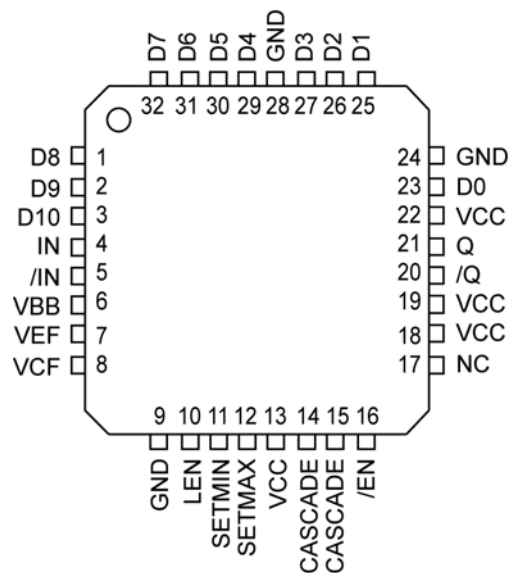 D7 D6 D5 D4 GND D3 D2 D1
32 31 30 29 28 27 26 25
D8 1 24 GND
D9 2 23 D0
D10 3 22 VCC
IN 4 21 Q
/IN 5 20 /Q
VBB 6 19 VCC
VEF 7 18 VCC
VCF 8 17 NC
9 10 11 12 13 14 15 16
GND LEN SETMIN SETMAX VCC CASCADE CASCADE /EN